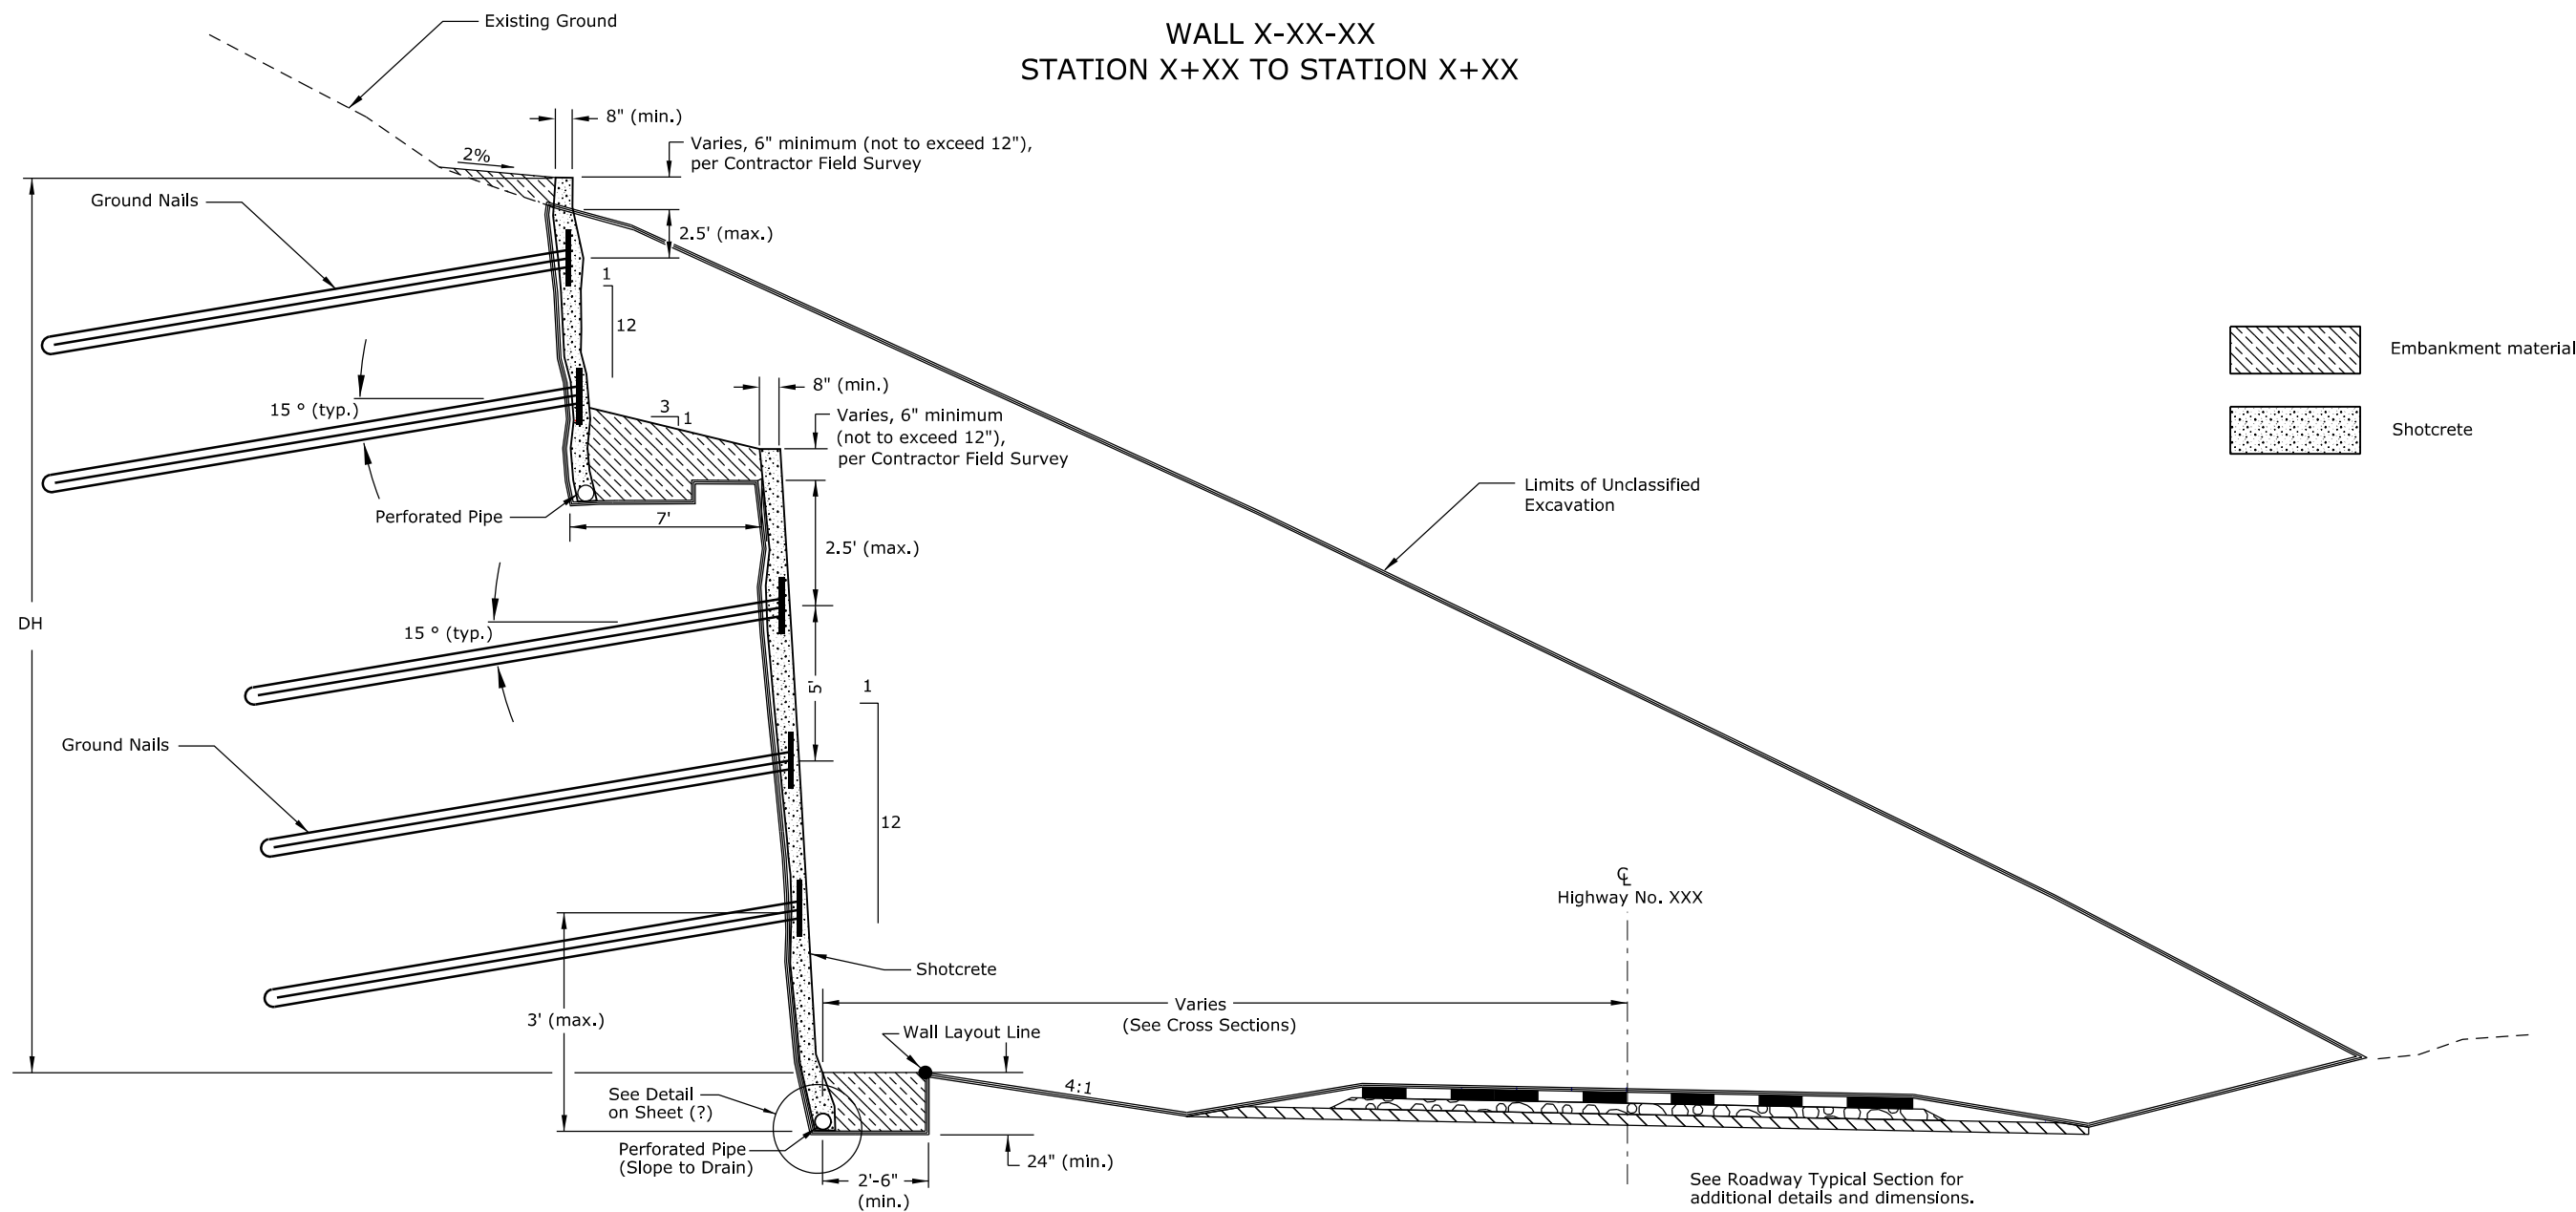 WALL X-XX-XX
STATION X+XX TO STATION X+XX
Existing Ground
8" (min.)
Varies, 6" minimum (not to exceed 12"),
per Contractor Field Survey
2%
Ground Nails
2.5' (max.)
1
12
Embankment material
8" (min.)
15 ° (typ.)
3
1
Varies, 6" minimum
(not to exceed 12"),
per Contractor Field Survey
Shotcrete
Limits of Unclassified
Excavation
Perforated Pipe
7'
2.5' (max.)
DH
15 ° (typ.)
5'
1
12
Ground Nails
℄
Highway No. XXX
Shotcrete
3' (max.)
Varies
(See Cross Sections)
Wall Layout Line
4:1
See Detail
on Sheet (?)
Perforated Pipe
(Slope to Drain)
24" (min.)
2'-6"
(min.)
See Roadway Typical Section for
additional details and dimensions.